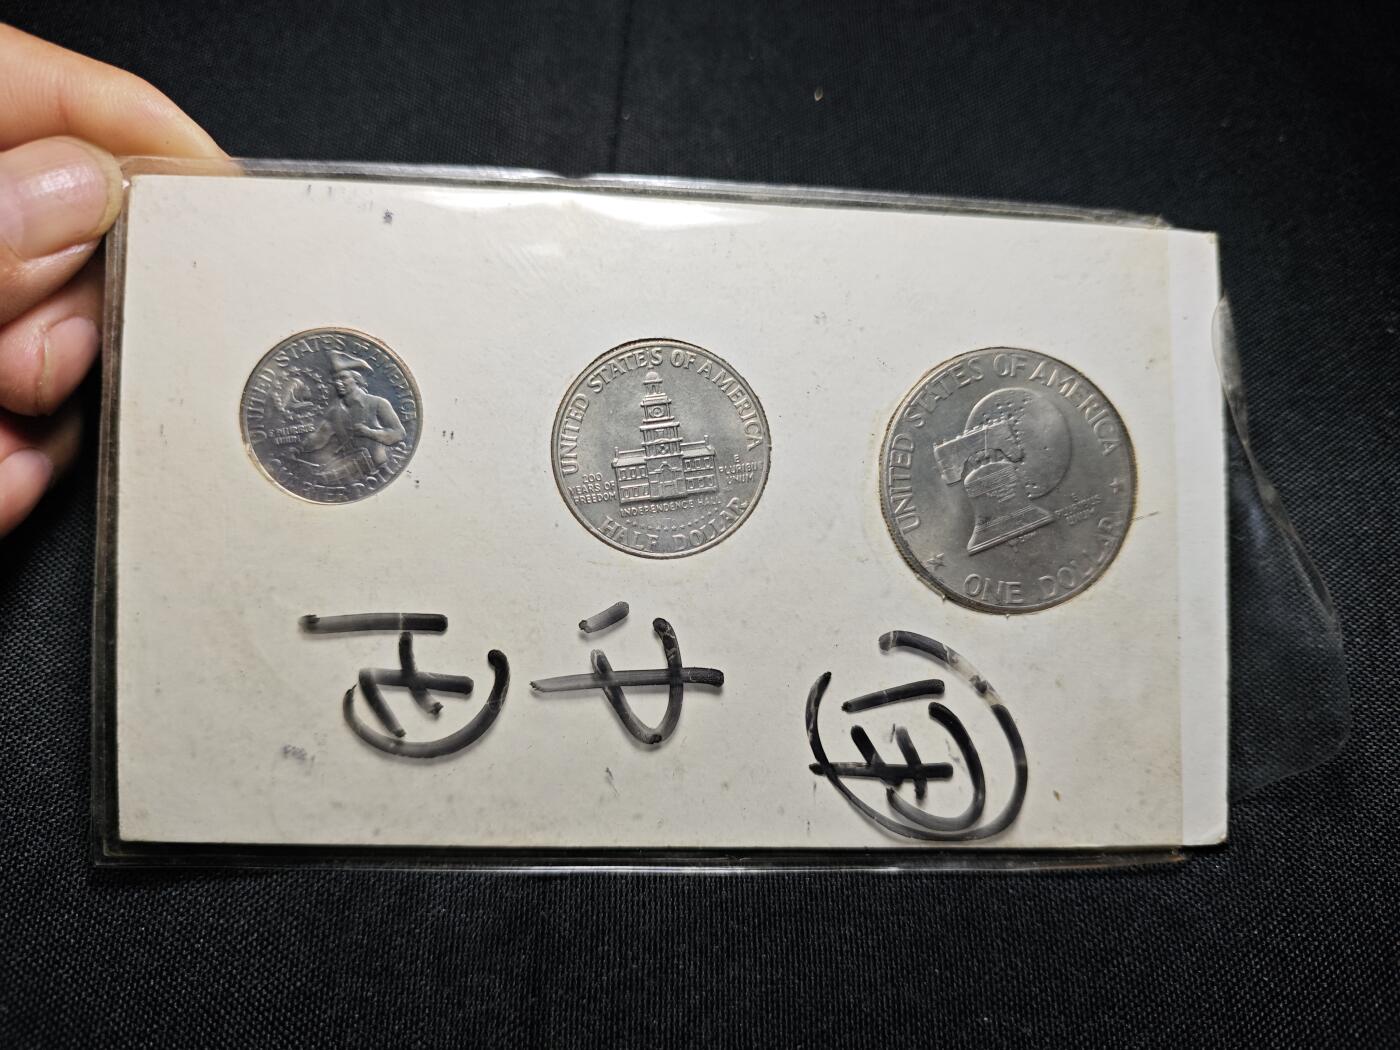 UNITED STATES OF AMERICA
E PLURIBUS
UNUM
QUARTER DOLLAR
UNITED STATES OF AMERICA
200
YEARS OF
FREEDOM
E
PLURIBUS
UNUM
INDEPENDENCE HALL
HALF DOLLAR
UNITED STATES OF AMERICA
E
PLURIBUS
UNUM
ONE DOLLAR